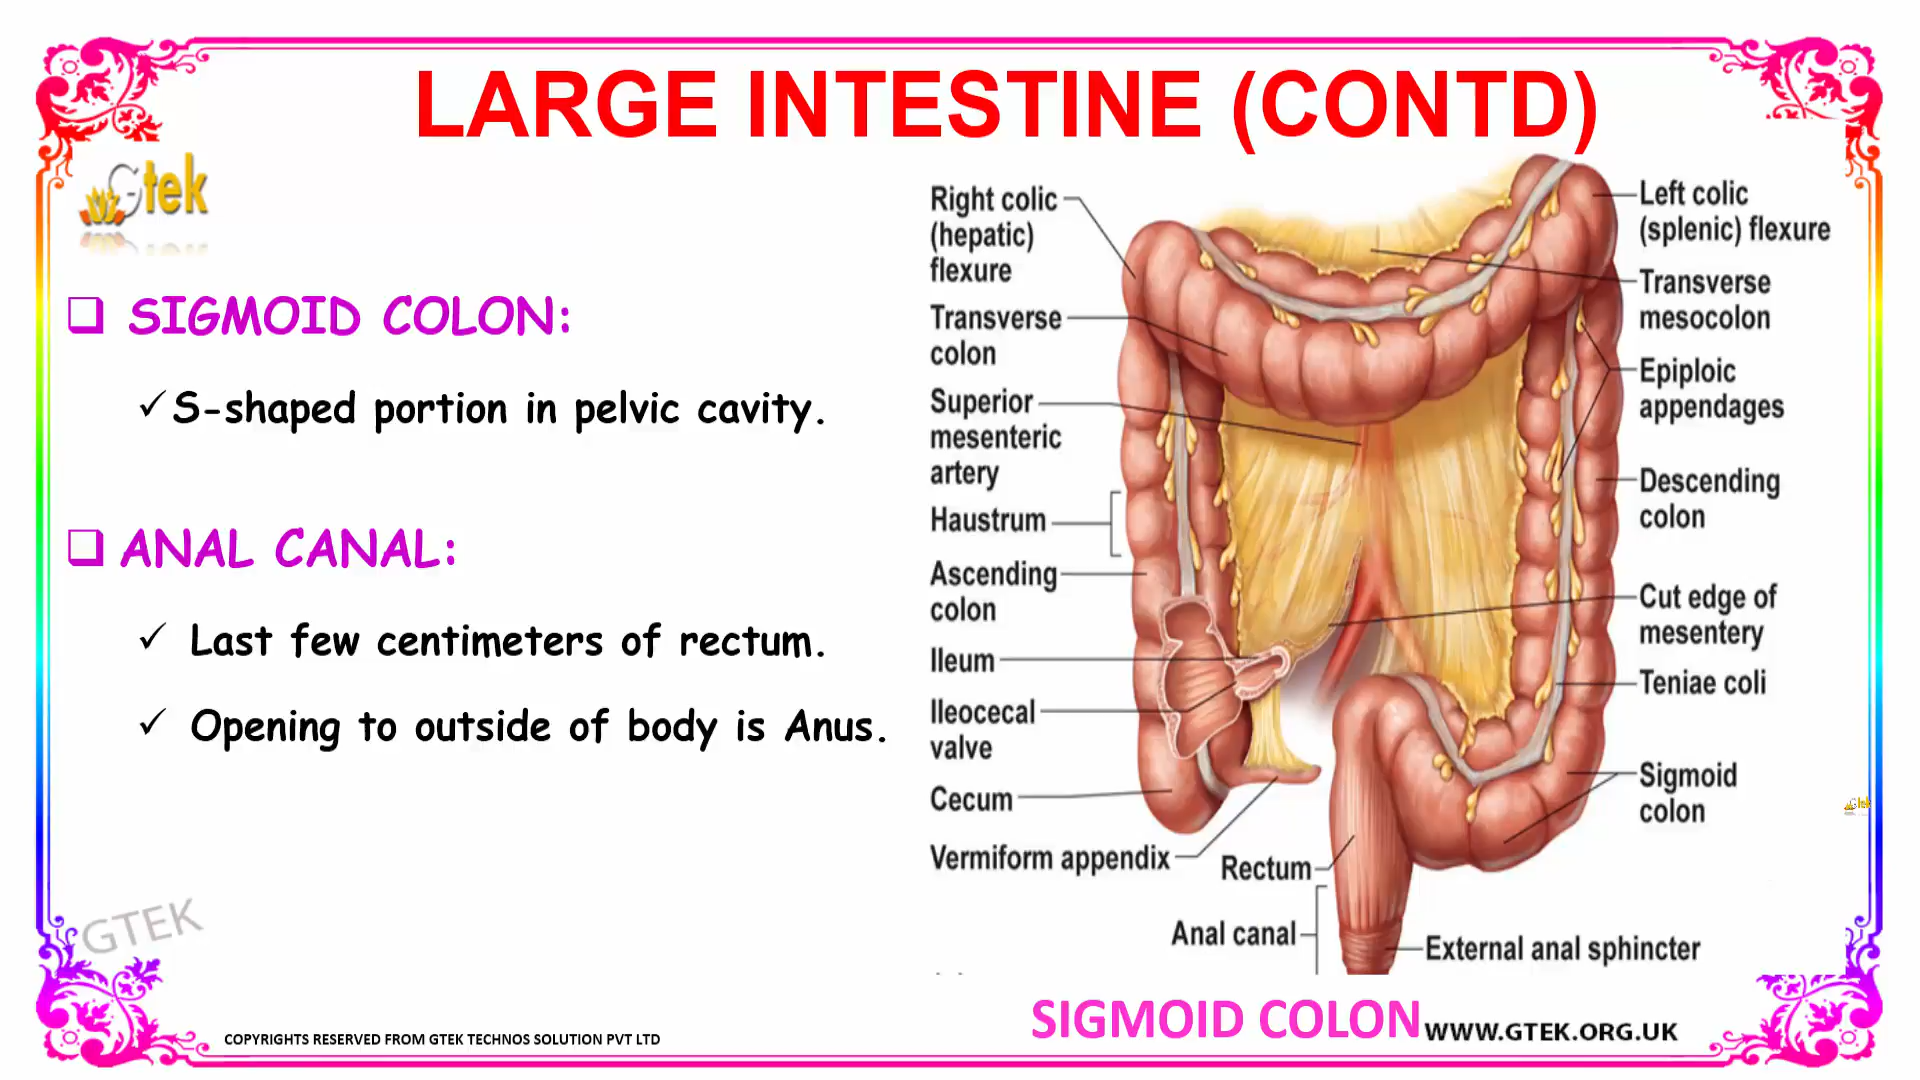 LARGE INTESTINE (CONTD)
Gtek
SIGMOID COLON:
S-shaped portion in pelvic cavity.
ANAL CANAL:
Last few centimeters of rectum.
Opening to outside of body is Anus.
Right colic
(hepatic)
flexure
Transverse
colon
Superior
mesenteric
artery
Haustrum
Ascending
colon
Ileum
Ileocecal
valve
Cecum
Vermiform appendix
Rectum
Anal canal
Left colic
(splenic) flexure
Transverse
mesocolon
Epiploic
appendages
Descending
colon
Cut edge of
mesentery
Teniae coli
Sigmoid
colon
External anal sphincter
Gtek
GTEK
SIGMOID COLON
COPYRIGHTS RESERVED FROM GTEK TECHNOS SOLUTION PVT LTD
WWW.GTEK.ORG.UK